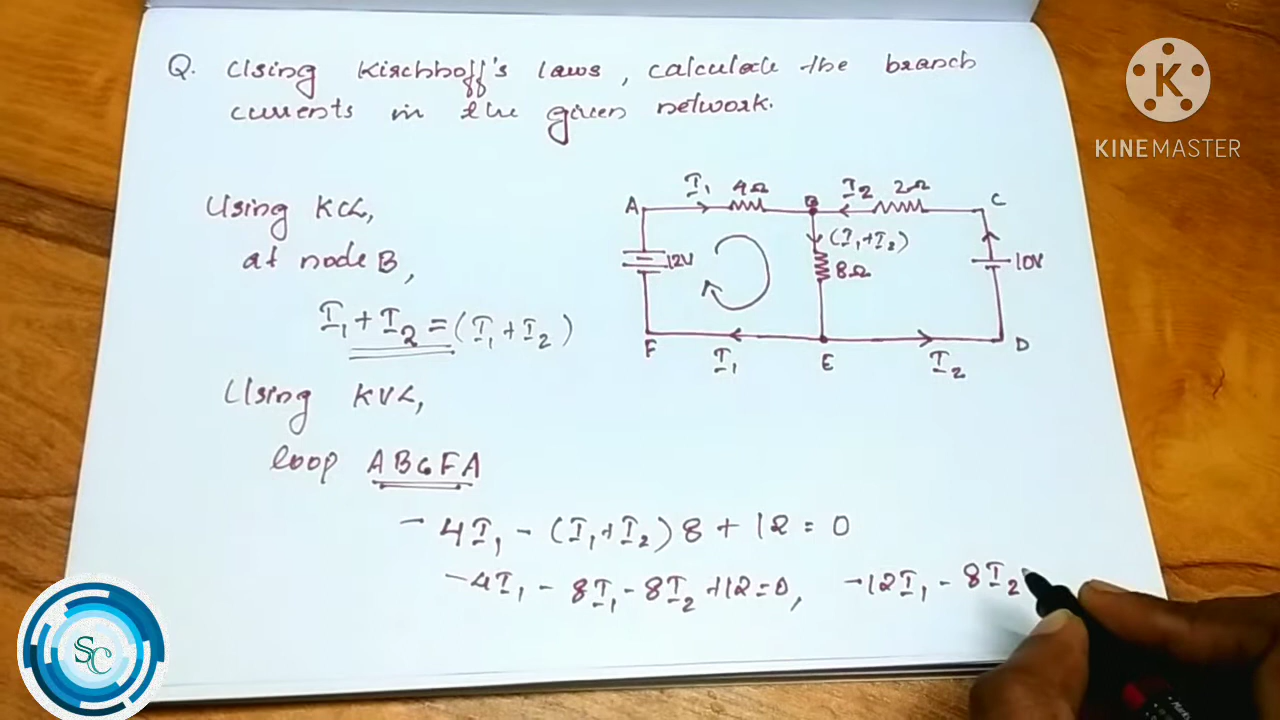 Q. Using Kirchhoff's laws, calculate the branch
currents in the given network.
Using KCL,
at node B,
I₁ + I₂ = (I₁ + I₂)
Using KVL,
loop ABEFA
- 4I₁ - (I₁ + I₂) 8 + 12 = 0
- 4I₁ - 8I₁ - 8I₂ + 12 = 0, - 12I₁ - 8I₂
A I₁ 4Ω B I₂ 2Ω C
(I₁ + I₂)
12V 8Ω 10V
F I₁ E I₂ D
K
KINEMASTER
SC